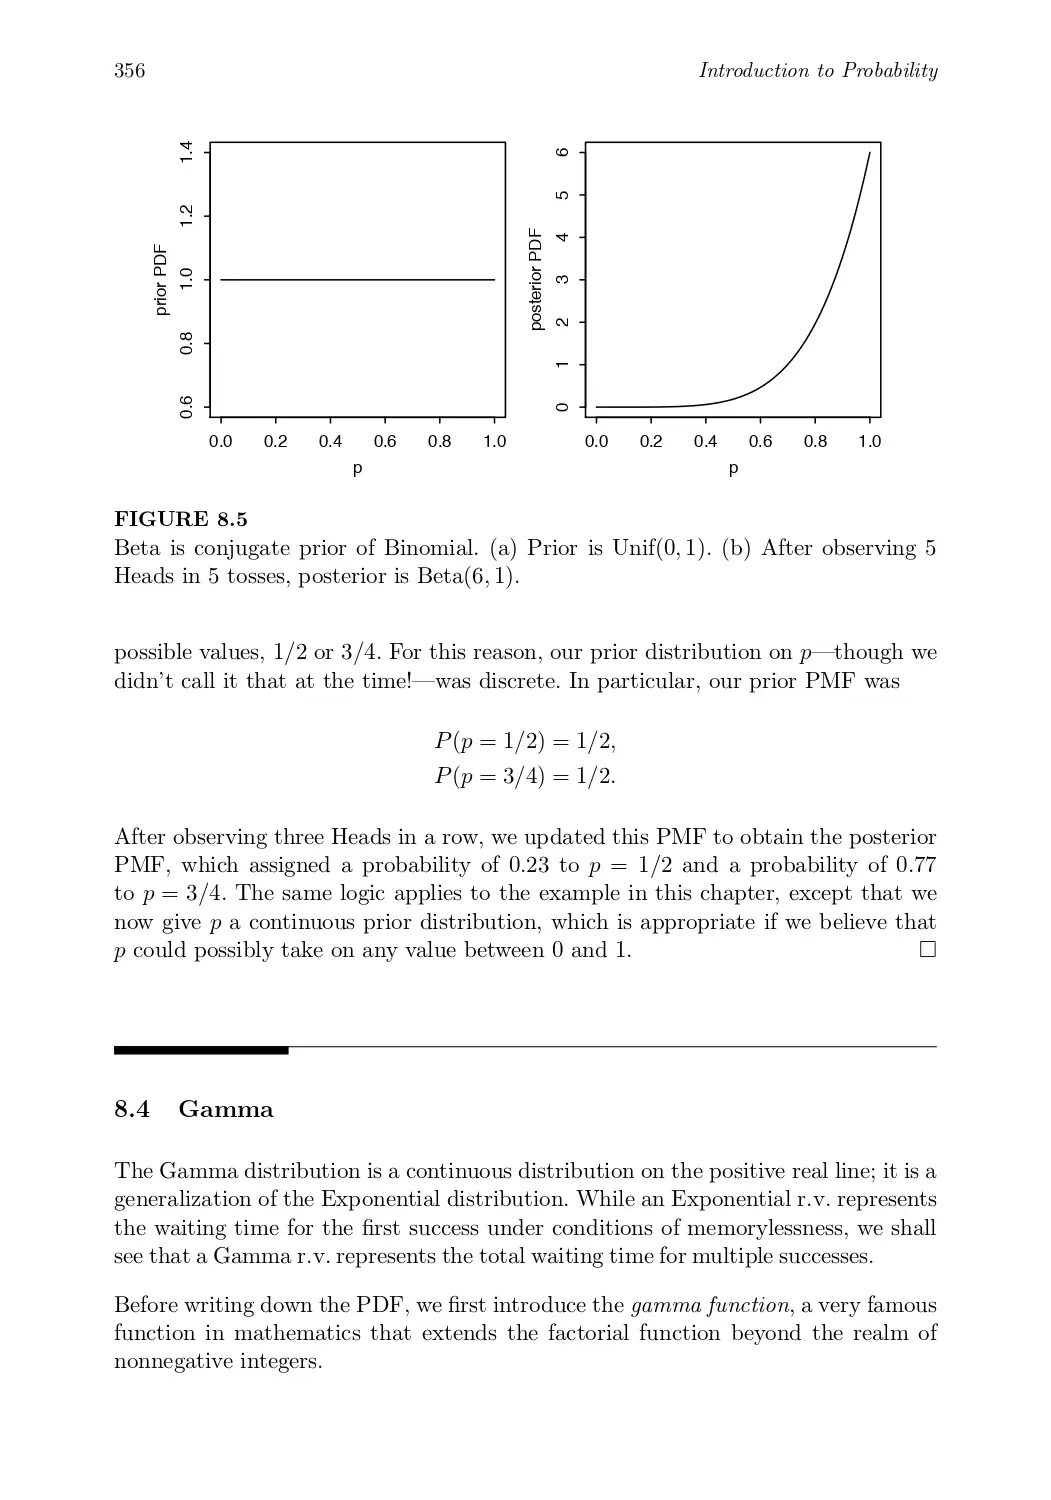 356 Introduction to Probability
prior PDF
0.6 0.8 1.0 1.2 1.4
0.0 0.2 0.4 0.6 0.8 1.0
p
posterior PDF
0 1 2 3 4 5 6
0.0 0.2 0.4 0.6 0.8 1.0
p
FIGURE 8.5
Beta is conjugate prior of Binomial. (a) Prior is Unif(0, 1). (b) After observing 5
Heads in 5 tosses, posterior is Beta(6, 1).
possible values, 1/2 or 3/4. For this reason, our prior distribution on p—though we
didn't call it that at the time!—was discrete. In particular, our prior PMF was
P(p = 1/2) = 1/2,
P(p = 3/4) = 1/2.
After observing three Heads in a row, we updated this PMF to obtain the posterior
PMF, which assigned a probability of 0.23 to p = 1/2 and a probability of 0.77
to p = 3/4. The same logic applies to the example in this chapter, except that we
now give p a continuous prior distribution, which is appropriate if we believe that
p could possibly take on any value between 0 and 1. □
8.4 Gamma
The Gamma distribution is a continuous distribution on the positive real line; it is a
generalization of the Exponential distribution. While an Exponential r.v. represents
the waiting time for the first success under conditions of memorylessness, we shall
see that a Gamma r.v. represents the total waiting time for multiple successes.
Before writing down the PDF, we first introduce the gamma function, a very famous
function in mathematics that extends the factorial function beyond the realm of
nonnegative integers.